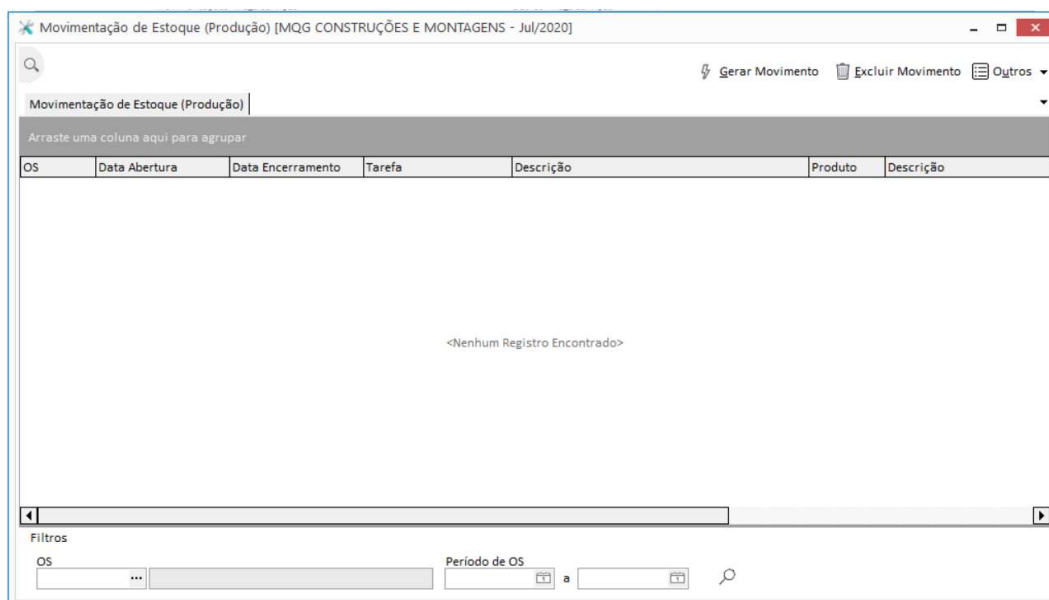 Movimentação de Estoque (Produção) [MQG CONSTRUÇÕES E MONTAGENS - Jul/2020]
Gerar Movimento Excluir Movimento Outros
Movimentação de Estoque (Produção)
Arraste uma coluna aqui para agrupar
OS Data Abertura Data Encerramento Tarefa Descrição Produto Descrição
<Nenhum Registro Encontrado>
Filtros
OS Período de OS
... a